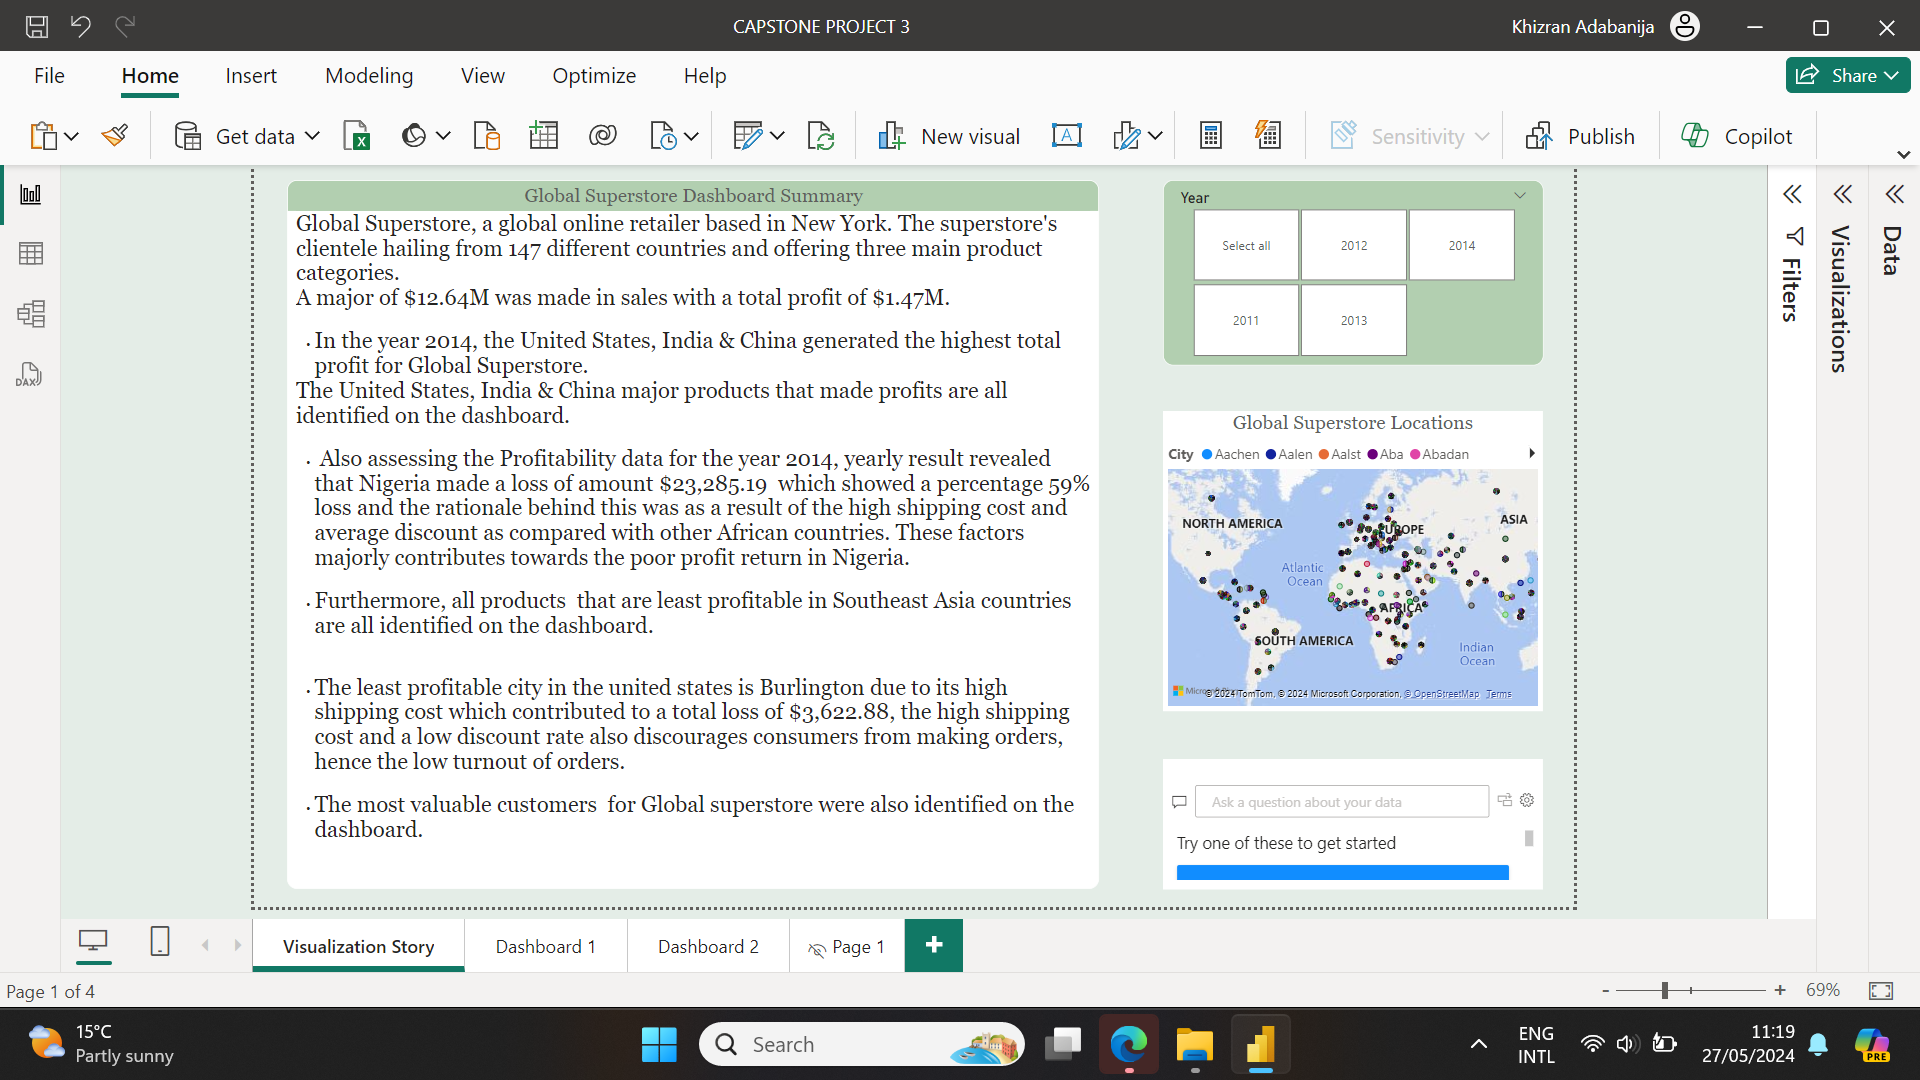 CAPSTONE PROJECT 3
Khizran Adabanija
File
Home
Insert
Modeling
View
Optimize
Help
Share
Get data
New visual
Sensitivity
Publish
Copilot
Global Superstore Dashboard Summary
Global Superstore, a global online retailer based in New York. The superstore's
clientele hailing from 147 different countries and offering three main product
categories.
A major of $12.64M was made in sales with a total profit of $1.47M.
· In the year 2014, the United States, India & China generated the highest total
profit for Global Superstore.
The United States, India & China major products that made profits are all
identified on the dashboard.
· Also assessing the Profitability data for the year 2014, yearly result revealed
that Nigeria made a loss of amount $23,285.19 which showed a percentage 59%
loss and the rationale behind this was as a result of the high shipping cost and
average discount as compared with other African countries. These factors
majorly contributes towards the poor profit return in Nigeria.
· Furthermore, all products that are least profitable in Southeast Asia countries
are all identified on the dashboard.
· The least profitable city in the united states is Burlington due to its high
shipping cost which contributed to a total loss of $3,622.88, the high shipping
cost and a low discount rate also discourages consumers from making orders,
hence the low turnout of orders.
· The most valuable customers for Global superstore were also identified on the
dashboard.
Year
Select all
2012
2014
2011
2013
Global Superstore Locations
City Aachen Aalen Aalst Aba Abadan
NORTH AMERICA
EUROPE
ASIA
Atlantic
Ocean
AFRICA
SOUTH AMERICA
Indian
Ocean
© 2024 TomTom, © 2024 Microsoft Corporation, © OpenStreetMap Terms
Ask a question about your data
Try one of these to get started
Filters
Visualizations
Data
DAX
Visualization Story
Dashboard 1
Dashboard 2
Page 1
+
Page 1 of 4
- + 69%
15°C
Partly sunny
Search
ENG
INTL
11:19
27/05/2024
PRE